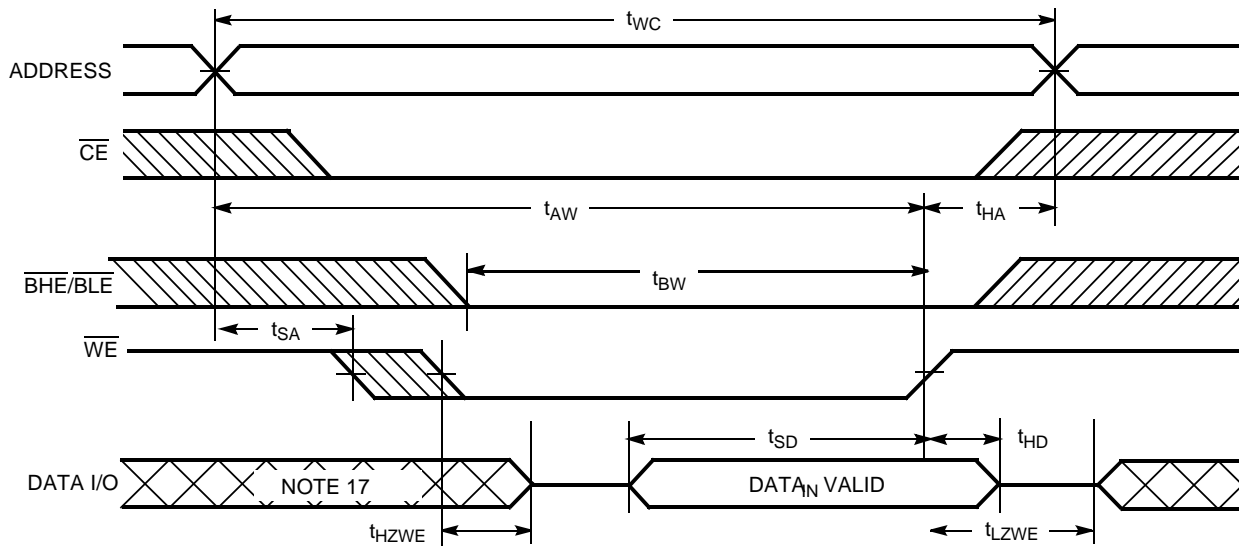 tWC
ADDRESS
CE
tAW
tHA
BHE/BLE
tBW
tSA
WE
tSD
tHD
DATA I/O
NOTE 17
DATAIN VALID
tHZWE
tLZWE